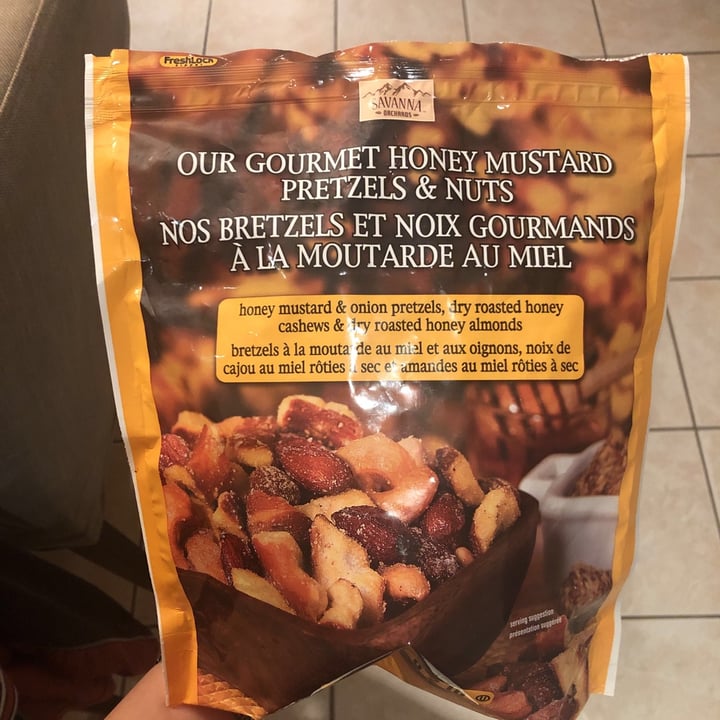 FreshLock
SAVANNA
ORCHARDS
OUR GOURMET HONEY MUSTARD
PRETZELS & NUTS
NOS BRETZELS ET NOIX GOURMANDS
À LA MOUTARDE AU MIEL
honey mustard & onion pretzels, dry roasted honey
cashews & dry roasted honey almonds
bretzels à la moutarde au miel et aux oignons, noix de
cajou au miel rôties à sec et amandes au miel rôties à sec
serving suggestion
présentation suggérée